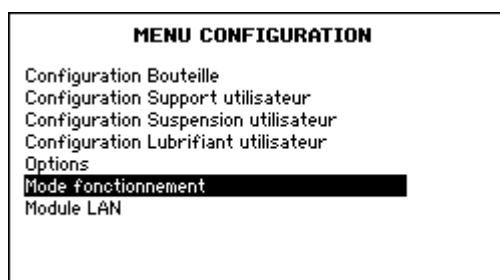 MENU CONFIGURATION
Configuration Bouteille
Configuration Support utilisateur
Configuration Suspension utilisateur
Configuration Lubrifiant utilisateur
Options
Mode fonctionnement
Module LAN